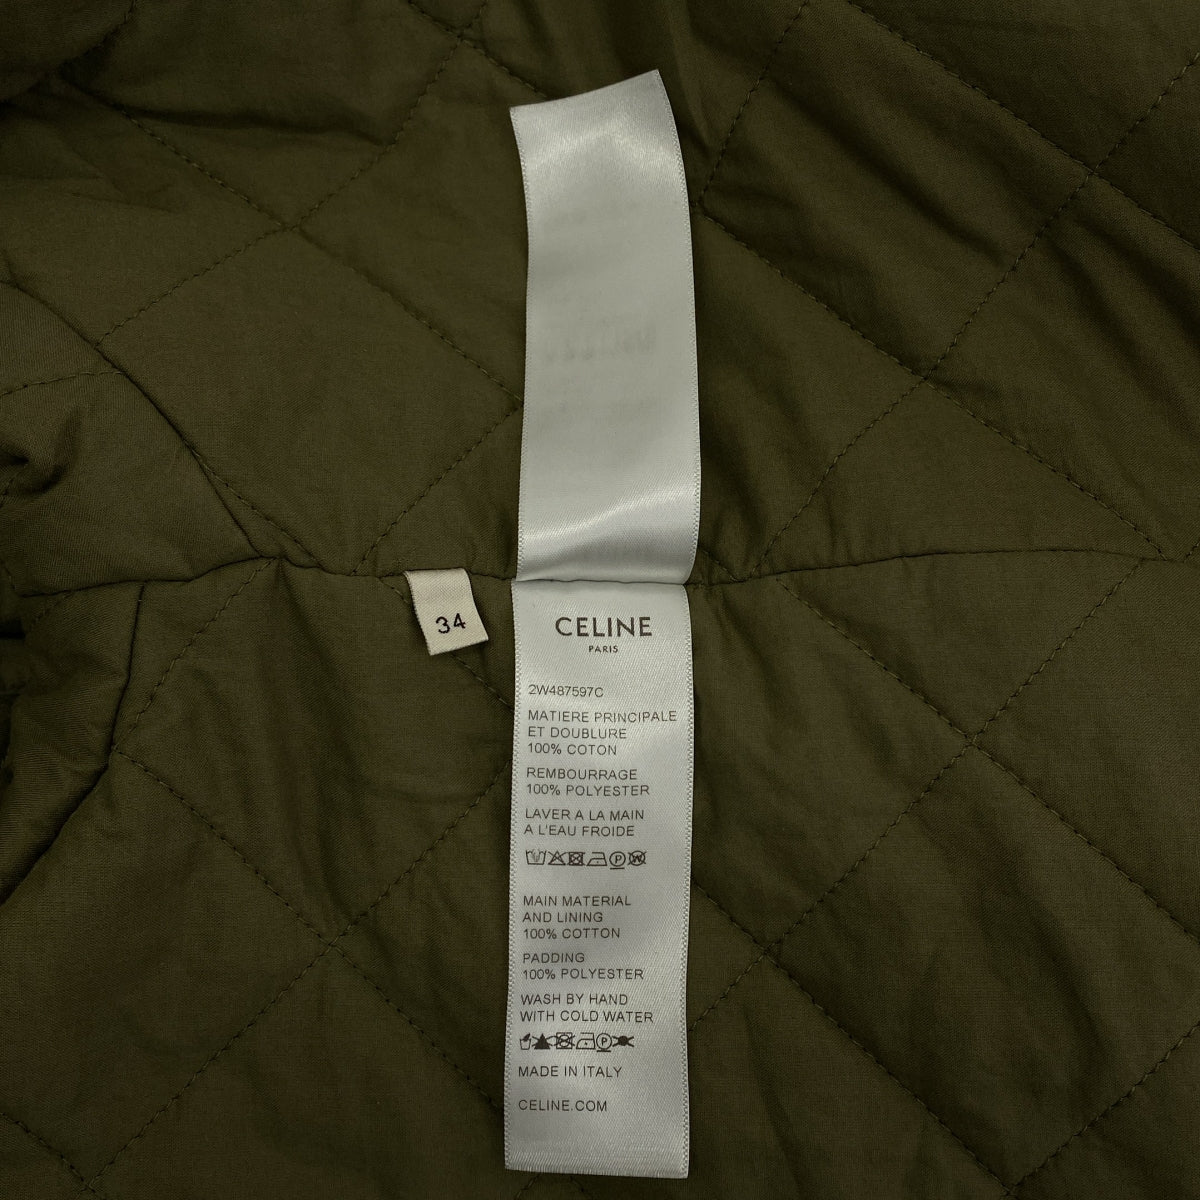 34
CELINE
PARIS
2W487597C
MATIERE PRINCIPALE
ET DOUBLURE
100% COTON
REMBOURRAGE
100% POLYESTER
LAVER A LA MAIN
A L'EAU FROIDE
MAIN MATERIAL
AND LINING
100% COTTON
PADDING
100% POLYESTER
WASH BY HAND
WITH COLD WATER
MADE IN ITALY
CELINE.COM